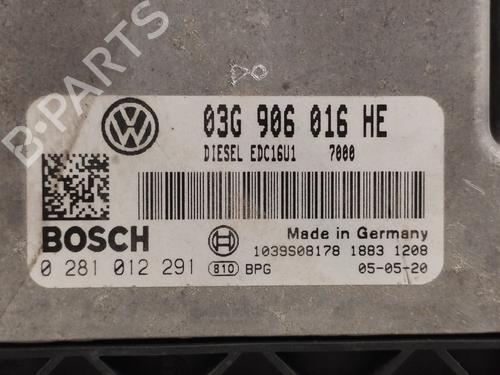 B-PARTS
VW
03G 906 016 HE
DIESEL EDC16U1 7000
BOSCH
Made in Germany
1039S08178 1883 1208
0 281 012 291 810 BPG 05-05-20